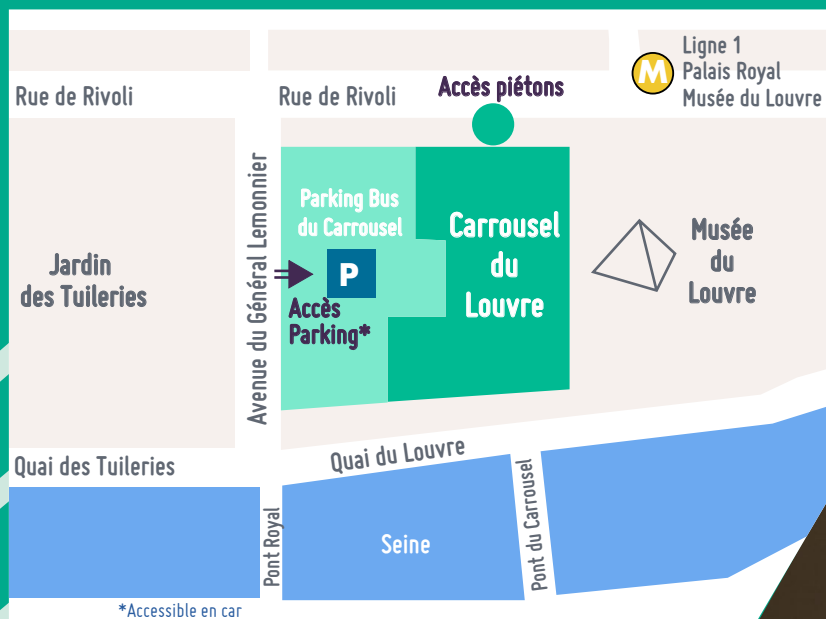 Ligne 1
Palais Royal
Musée du Louvre
M
Rue de Rivoli
Rue de Rivoli
Accès piétons
Avenue du Général Lemonnier
Parking Bus
du Carrousel
P
Accès
Parking*
Carrousel
du
Louvre
Musée
du
Louvre
Jardin
des Tuileries
Quai des Tuileries
Quai du Louvre
Pont Royal
Seine
Pont du Carrousel
*Accessible en car